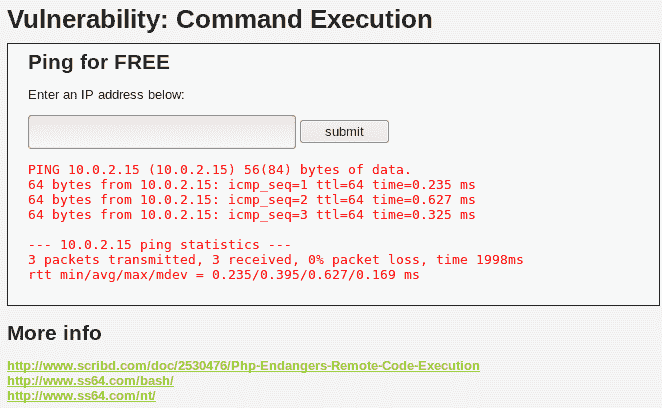 Vulnerability: Command Execution
Ping for FREE
Enter an IP address below:
submit
PING 10.0.2.15 (10.0.2.15) 56(84) bytes of data.
64 bytes from 10.0.2.15: icmp_seq=1 ttl=64 time=0.235 ms
64 bytes from 10.0.2.15: icmp_seq=2 ttl=64 time=0.627 ms
64 bytes from 10.0.2.15: icmp_seq=3 ttl=64 time=0.325 ms
--- 10.0.2.15 ping statistics ---
3 packets transmitted, 3 received, 0% packet loss, time 1998ms
rtt min/avg/max/mdev = 0.235/0.395/0.627/0.169 ms
More info
http://www.scribd.com/doc/2530476/Php-Endangers-Remote-Code-Execution
http://www.ss64.com/bash/
http://www.ss64.com/nt/